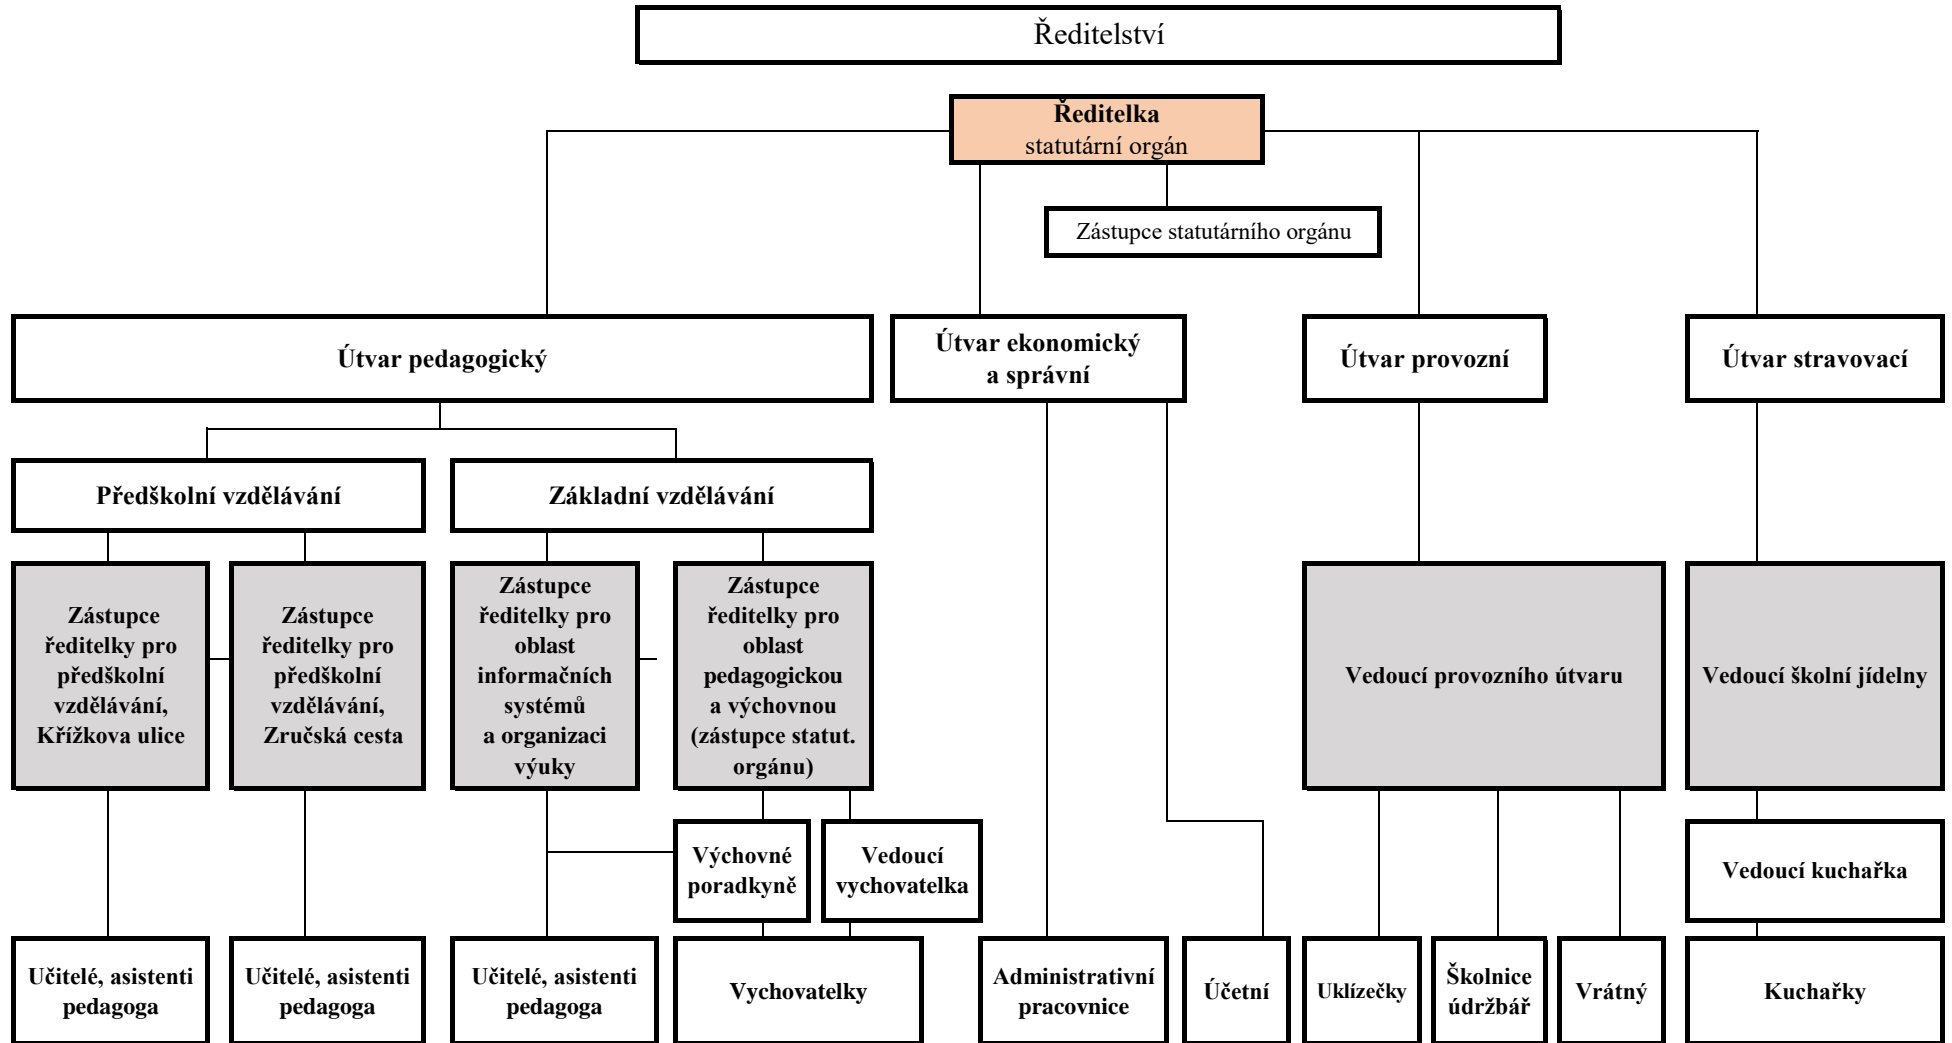 Ředitelství
Ředitelka
statutární orgán
Zástupce statutárního orgánu
Útvar pedagogický
Útvar ekonomický
a správní
Útvar provozní
Útvar stravovací
Předškolní vzdělávání
Základní vzdělávání
Zástupce
ředitelky pro
předškolní
vzdělávání,
Křížkova ulice
Zástupce
ředitelky pro
předškolní
vzdělávání,
Zručská cesta
Zástupce
ředitelky pro
oblast
informačních
systémů
a organizaci
výuky
Zástupce
ředitelky pro
oblast
pedagogickou
a výchovnou
(zástupce statut.
orgánu)
Vedoucí provozního útvaru
Vedoucí školní jídelny
Výchovné
poradkyně
Vedoucí
vychovatelka
Vedoucí kuchařka
Učitelé, asistenti
pedagoga
Učitelé, asistenti
pedagoga
Učitelé, asistenti
pedagoga
Vychovatelky
Administrativní
pracovnice
Účetní
Uklízečky
Školnice
údržbář
Vrátný
Kuchařky